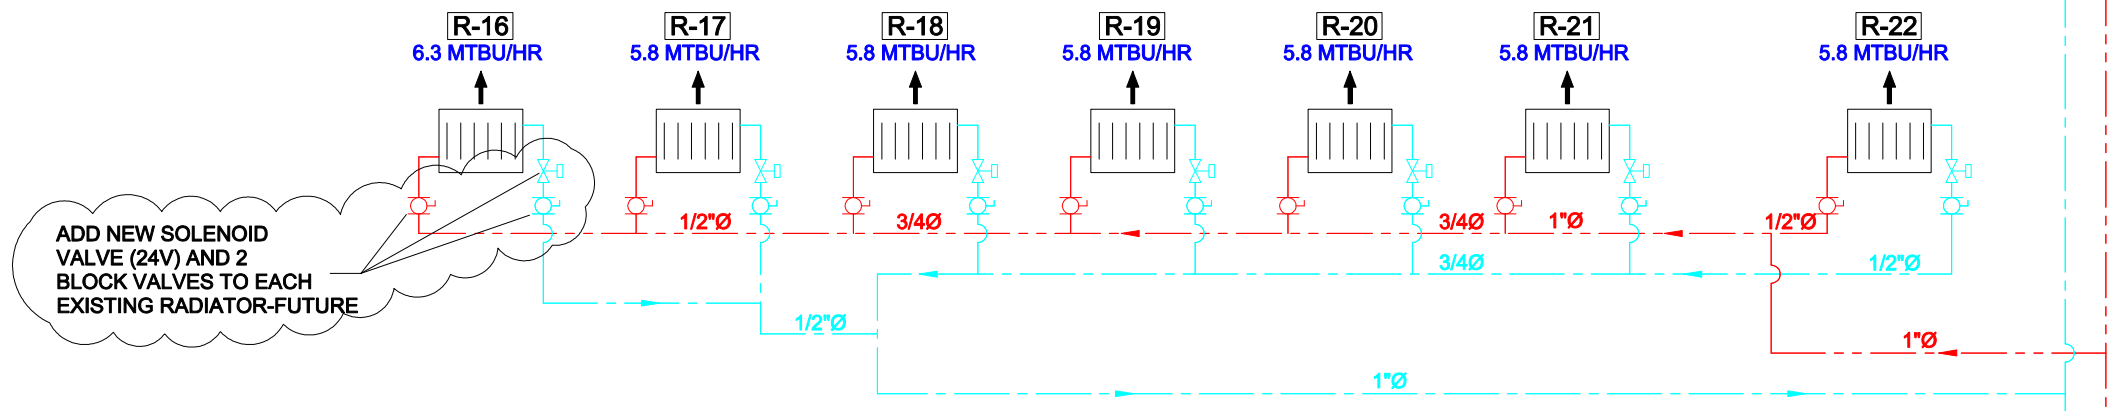 R-16
6.3 MTBU/HR
R-17
5.8 MTBU/HR
R-18
5.8 MTBU/HR
R-19
5.8 MTBU/HR
R-20
5.8 MTBU/HR
R-21
5.8 MTBU/HR
R-22
5.8 MTBU/HR
ADD NEW SOLENOID
VALVE (24V) AND 2
BLOCK VALVES TO EACH
EXISTING RADIATOR-FUTURE
1/2"Ø
3/4Ø
3/4Ø
1"Ø
1/2"Ø
3/4Ø
1/2"Ø
1/2"Ø
1"Ø
1"Ø